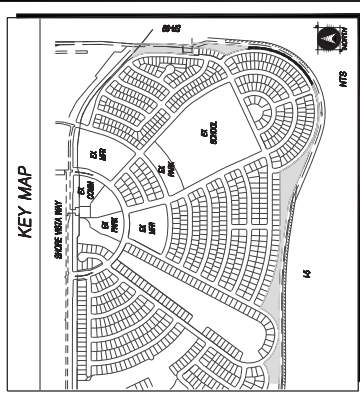 KEY MAP
SHORE VISTA WAY
EX
COMM
EX
MFR
EX
PARK
EX
PARK
EX
MFR
EX
SCHOOL
I-5
NORTH
NTS